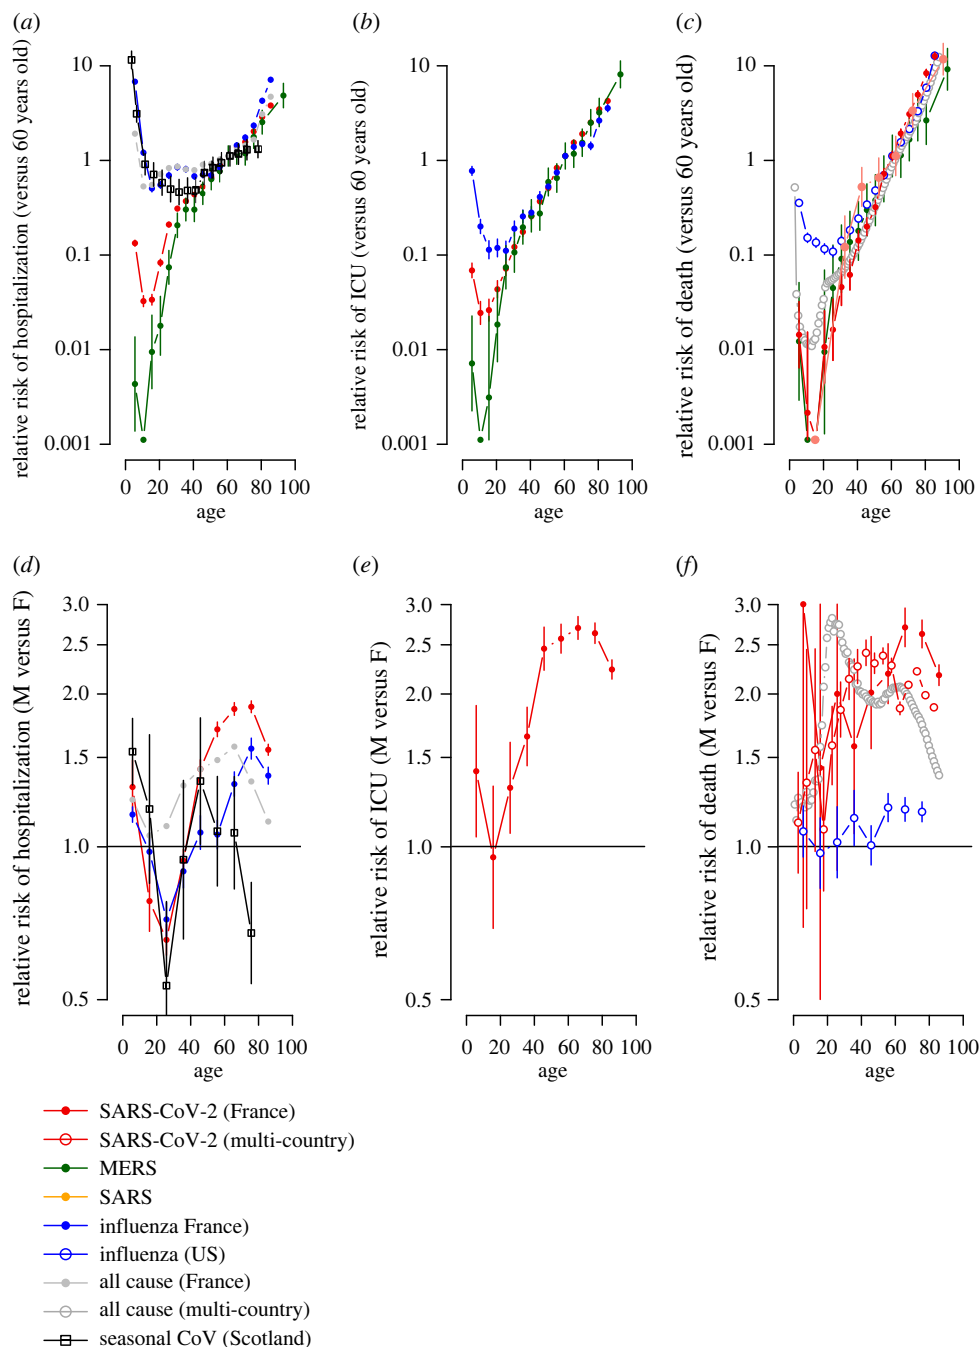 (a)
(b)
(c)
relative risk of hospitalization (versus 60 years old)
10
1
0.1
0.01
0.001
0 20 40 60 80 100
age
relative risk of ICU (versus 60 years old)
10
1
0.1
0.01
0.001
0 20 40 60 80 100
age
relative risk of death (versus 60 years old)
10
1
0.1
0.01
0.001
0 20 40 60 80 100
age
(d)
(e)
(f)
relative risk of hospitalization (M versus F)
3.0
2.5
2.0
1.5
1.0
0.5
0 20 40 60 80 100
age
relative risk of ICU (M versus F)
3.0
2.5
2.0
1.5
1.0
0.5
0 20 40 60 80 100
age
relative risk of death (M versus F)
3.0
2.5
2.0
1.5
1.0
0.5
0 20 40 60 80 100
age
SARS-CoV-2 (France)
SARS-CoV-2 (multi-country)
MERS
SARS
influenza France)
influenza (US)
all cause (France)
all cause (multi-country)
seasonal CoV (Scotland)